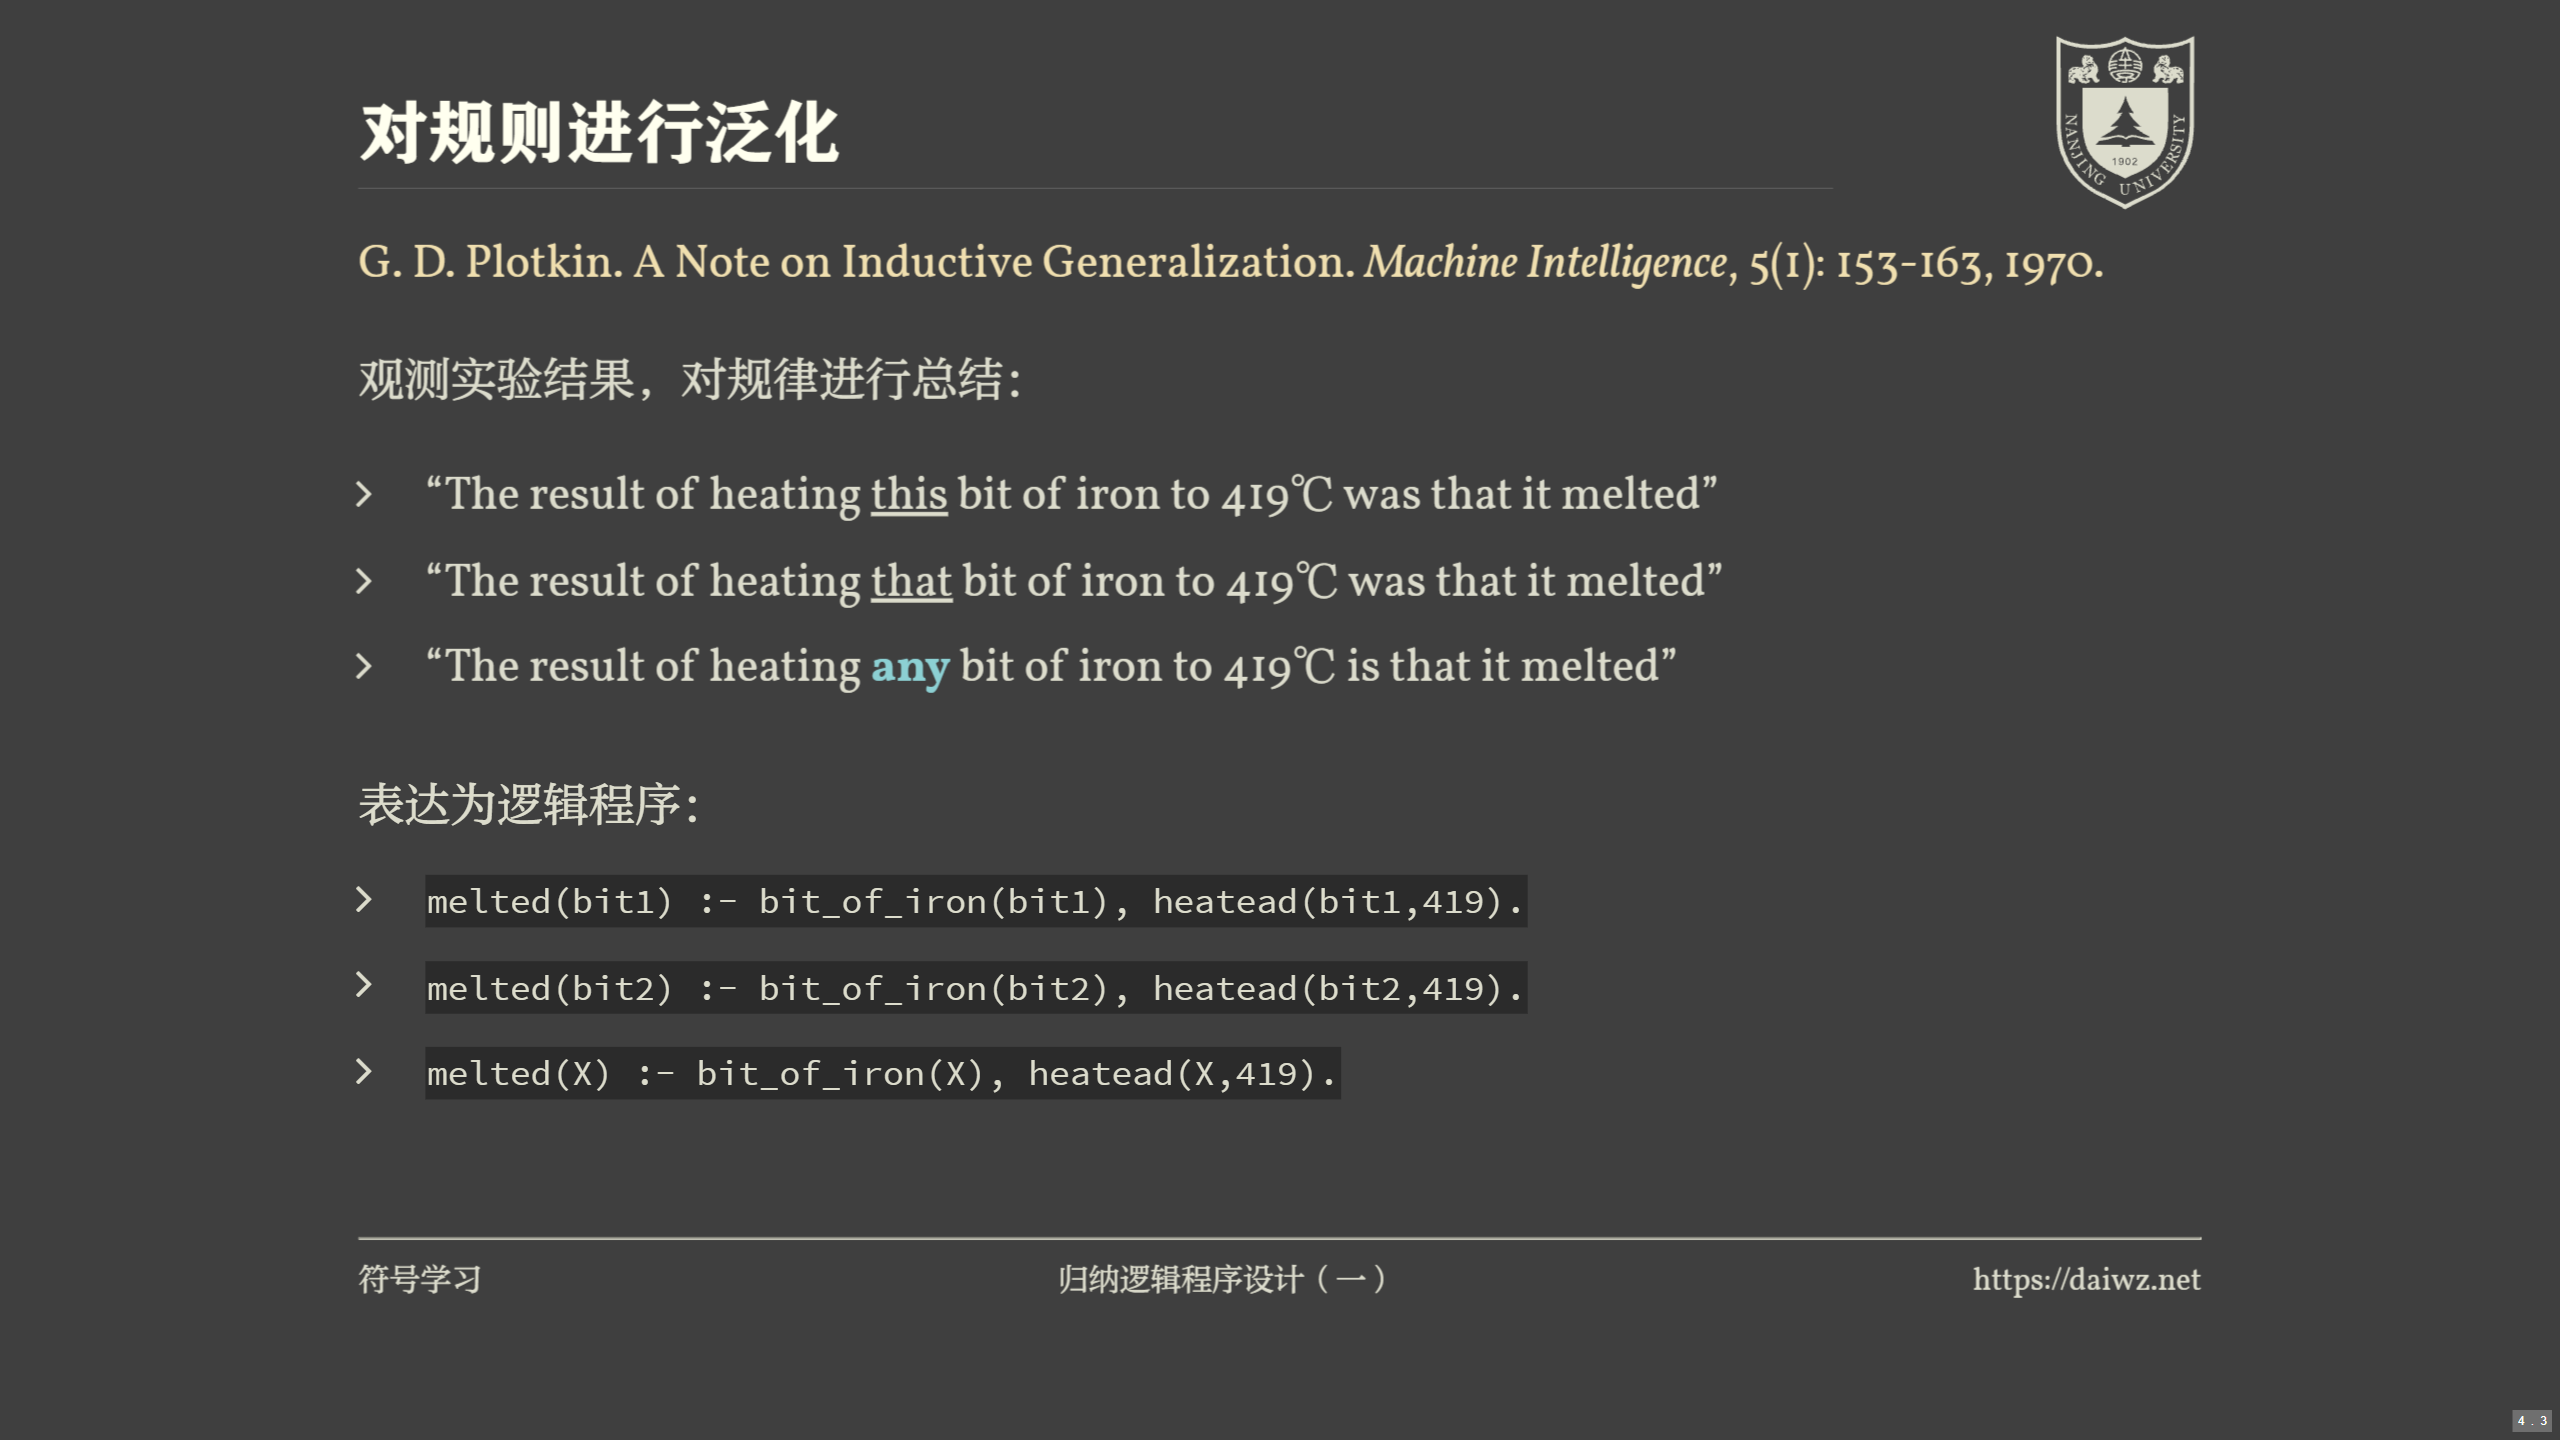 对规则进行泛化
NANJING UNIVERSITY
1902
G. D. Plotkin. A Note on Inductive Generalization. Machine Intelligence, 5(1): 153-163, 1970.
观测实验结果，对规律进行总结：
“The result of heating this bit of iron to 419℃ was that it melted”
“The result of heating that bit of iron to 419℃ was that it melted”
“The result of heating any bit of iron to 419℃ is that it melted”
表达为逻辑程序：
melted(bit1) :- bit_of_iron(bit1), heatead(bit1,419).
melted(bit2) :- bit_of_iron(bit2), heatead(bit2,419).
melted(X) :- bit_of_iron(X), heatead(X,419).
符号学习 归纳逻辑程序设计（一） https://daiwz.net
4 . 3